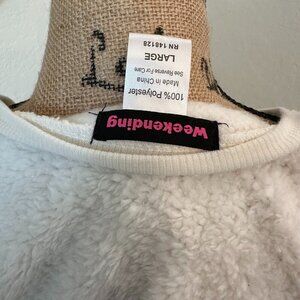 RN 148128
LARGE
See Reverse For Care
Made in China
100% Polyester
Weekending